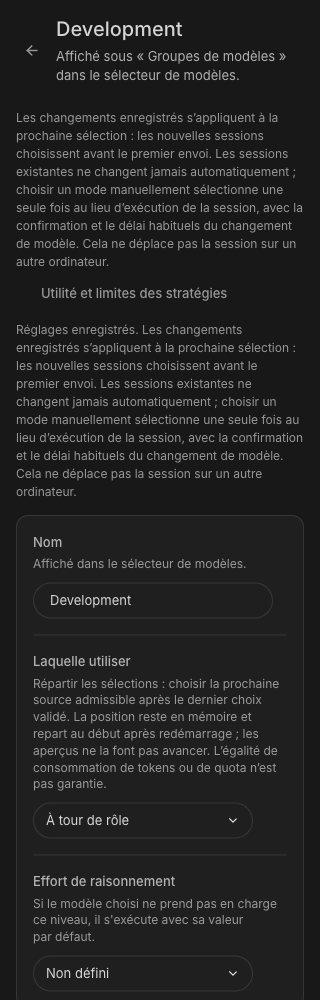 Development
Affiché sous « Groupes de modèles »
dans le sélecteur de modèles.
Les changements enregistrés s’appliquent à la
prochaine sélection : les nouvelles sessions
choisissent avant le premier envoi. Les sessions
existantes ne changent jamais automatiquement ;
choisir un mode manuellement sélectionne une
seule fois au lieu d’exécution de la session, avec la
confirmation et le délai habituels du changement
de modèle. Cela ne déplace pas la session sur un
autre ordinateur.
Utilité et limites des stratégies
Réglages enregistrés. Les changements
enregistrés s’appliquent à la prochaine sélection :
les nouvelles sessions choisissent avant le
premier envoi. Les sessions existantes ne
changent jamais automatiquement ; choisir un
mode manuellement sélectionne une seule fois au
lieu d’exécution de la session, avec la confirmation
et le délai habituels du changement de modèle.
Cela ne déplace pas la session sur un autre
ordinateur.
Nom
Affiché dans le sélecteur de modèles.
Development
Laquelle utiliser
Répartir les sélections : choisir la prochaine
source admissible après le dernier choix
validé. La position reste en mémoire et
repart au début après redémarrage ; les
aperçus ne la font pas avancer. L’égalité de
consommation de tokens ou de quota n’est
pas garantie.
À tour de rôle
Effort de raisonnement
Si le modèle choisi ne prend pas en charge
ce niveau, il s'exécute avec sa valeur
par défaut.
Non défini